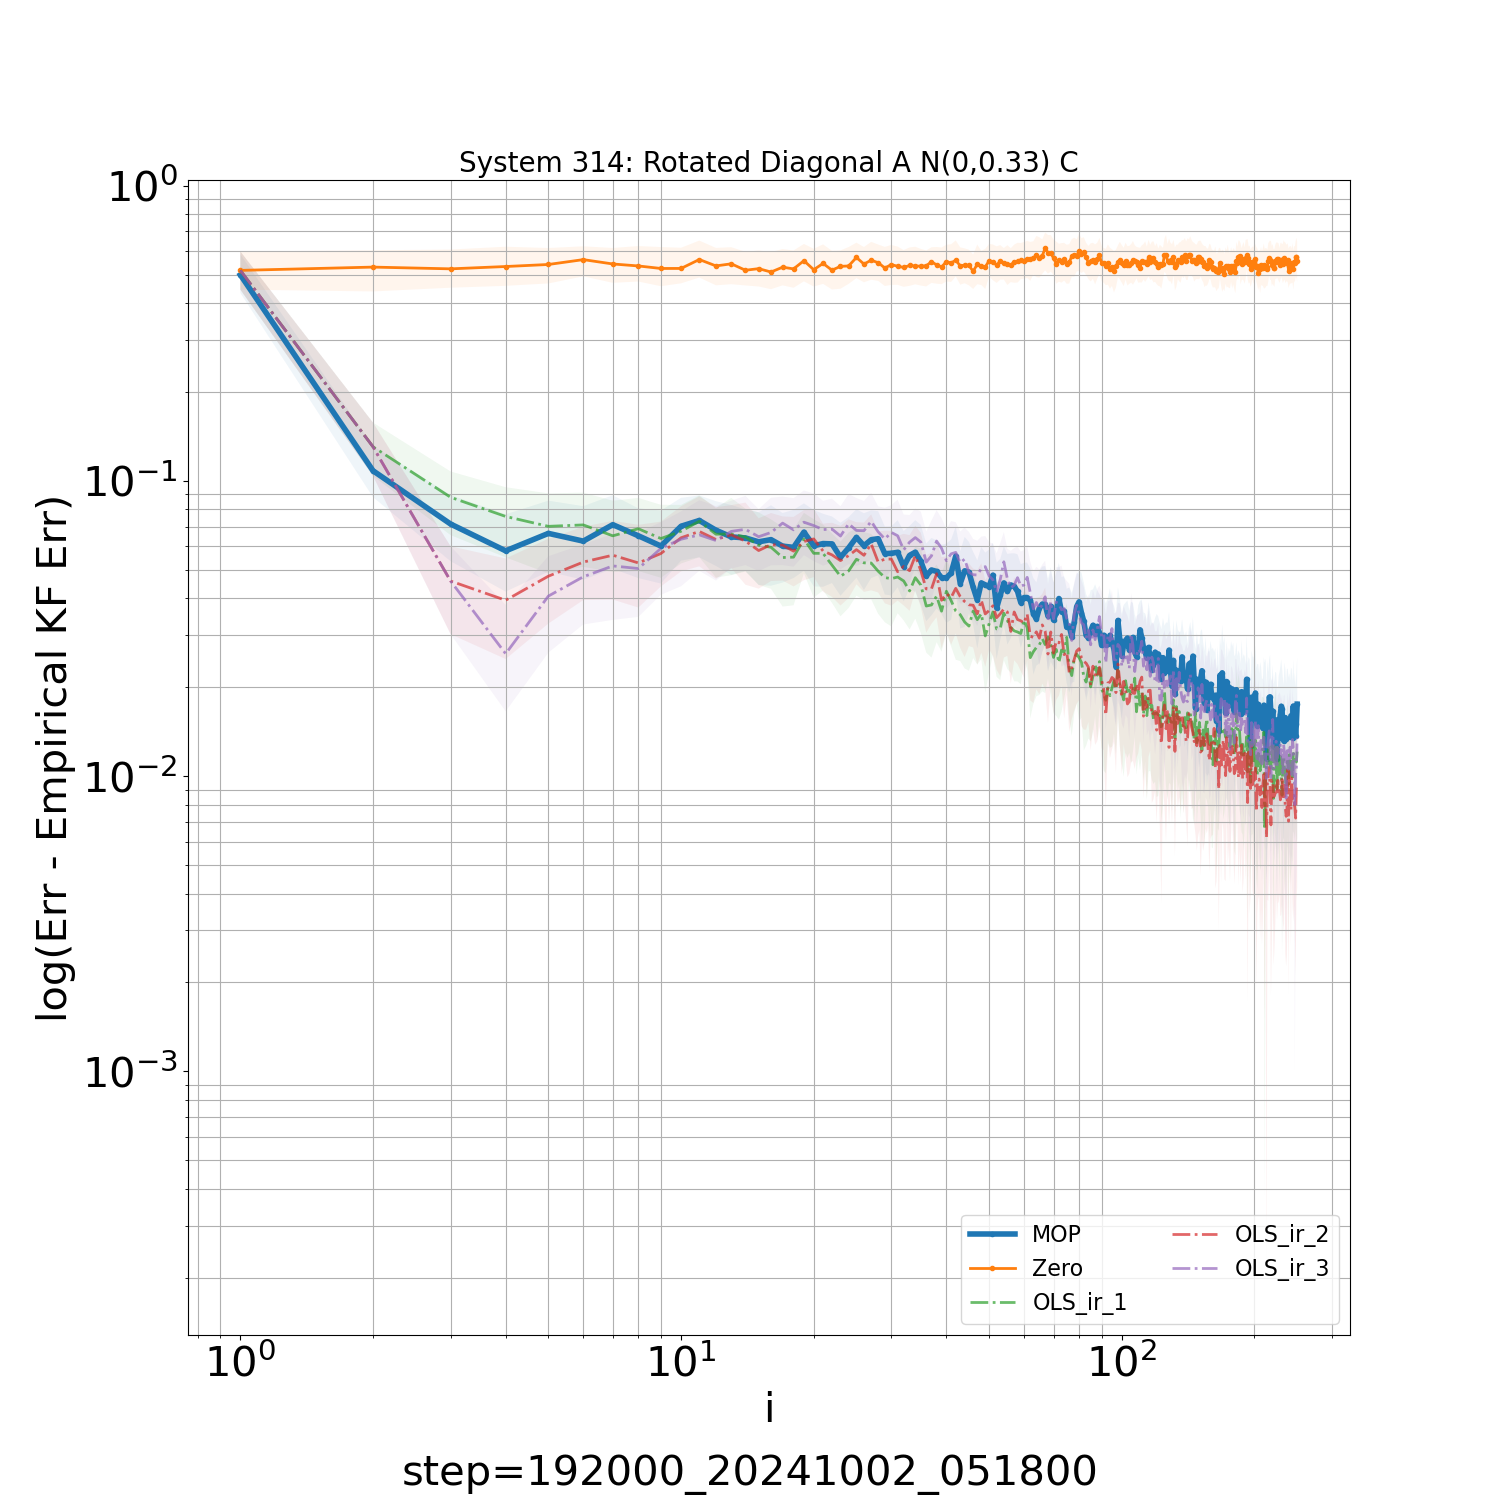 System 314: Rotated Diagonal A N(0,0.33) C
log(Err - Empirical KF Err)
10^0
10^-1
10^-2
10^-3
10^0 10^1 10^2
i
step=192000_20241002_051800
MOP
Zero
OLS_ir_1
OLS_ir_2
OLS_ir_3